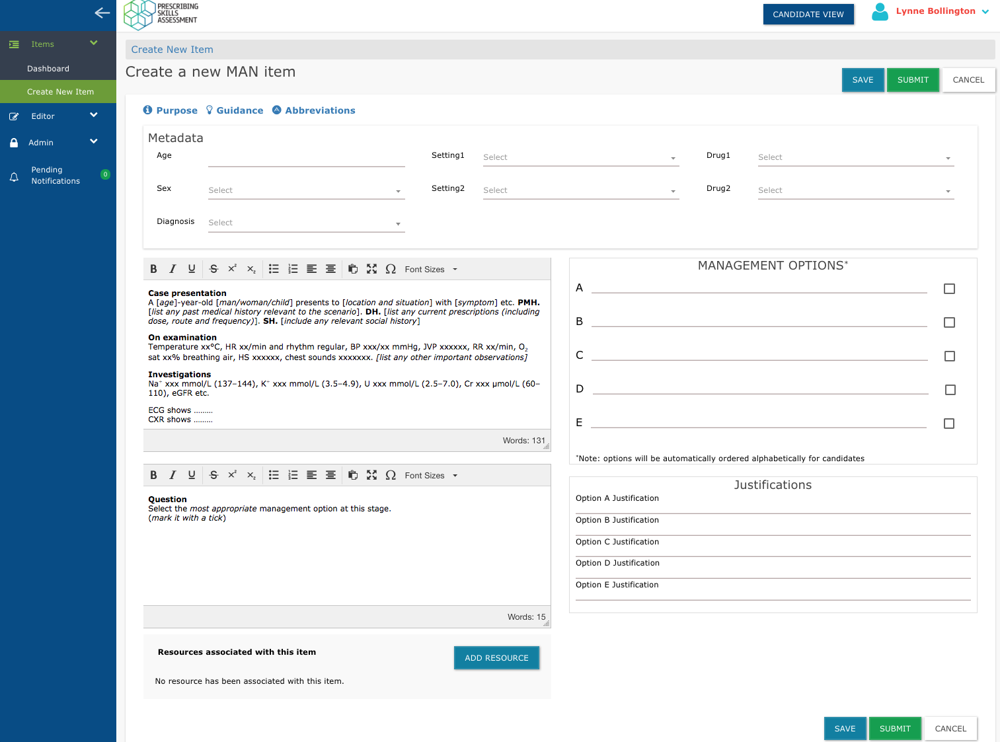 PRESCRIBING
SKILLS
ASSESSMENT
CANDIDATE VIEW
Lynne Bollington
Items
Dashboard
Create New Item
Editor
Admin
Pending
Notifications
0
Create New Item
Create a new MAN item
SAVE
SUBMIT
CANCEL
Purpose
Guidance
Abbreviations
Metadata
Age
Setting1
Select
Drug1
Select
Sex
Select
Setting2
Select
Drug2
Select
Diagnosis
Select
Font Sizes
Case presentation
A [age]-year-old [man/woman/child] presents to [location and situation] with [symptom] etc. PMH.
[list any past medical history relevant to the scenario]. DH. [list any current prescriptions (including
dose, route and frequency)]. SH. [include any relevant social history]
On examination
Temperature xx°C, HR xx/min and rhythm regular, BP xxx/xx mmHg, JVP xxxxxx, RR xx/min, O₂
sat xx% breathing air, HS xxxxxx, chest sounds xxxxxxx. [list any other important observations]
Investigations
Na⁺ xxx mmol/L (137–144), K⁺ xxx mmol/L (3.5–4.9), U xxx mmol/L (2.5–7.0), Cr xxx µmol/L (60–
110), eGFR etc.
ECG shows .........
CXR shows .........
Words: 131
Font Sizes
Question
Select the most appropriate management option at this stage.
(mark it with a tick)
Words: 15
Resources associated with this item
ADD RESOURCE
No resource has been associated with this item.
MANAGEMENT OPTIONS*
A
B
C
D
E
*Note: options will be automatically ordered alphabetically for candidates
Justifications
Option A Justification
Option B Justification
Option C Justification
Option D Justification
Option E Justification
SAVE
SUBMIT
CANCEL